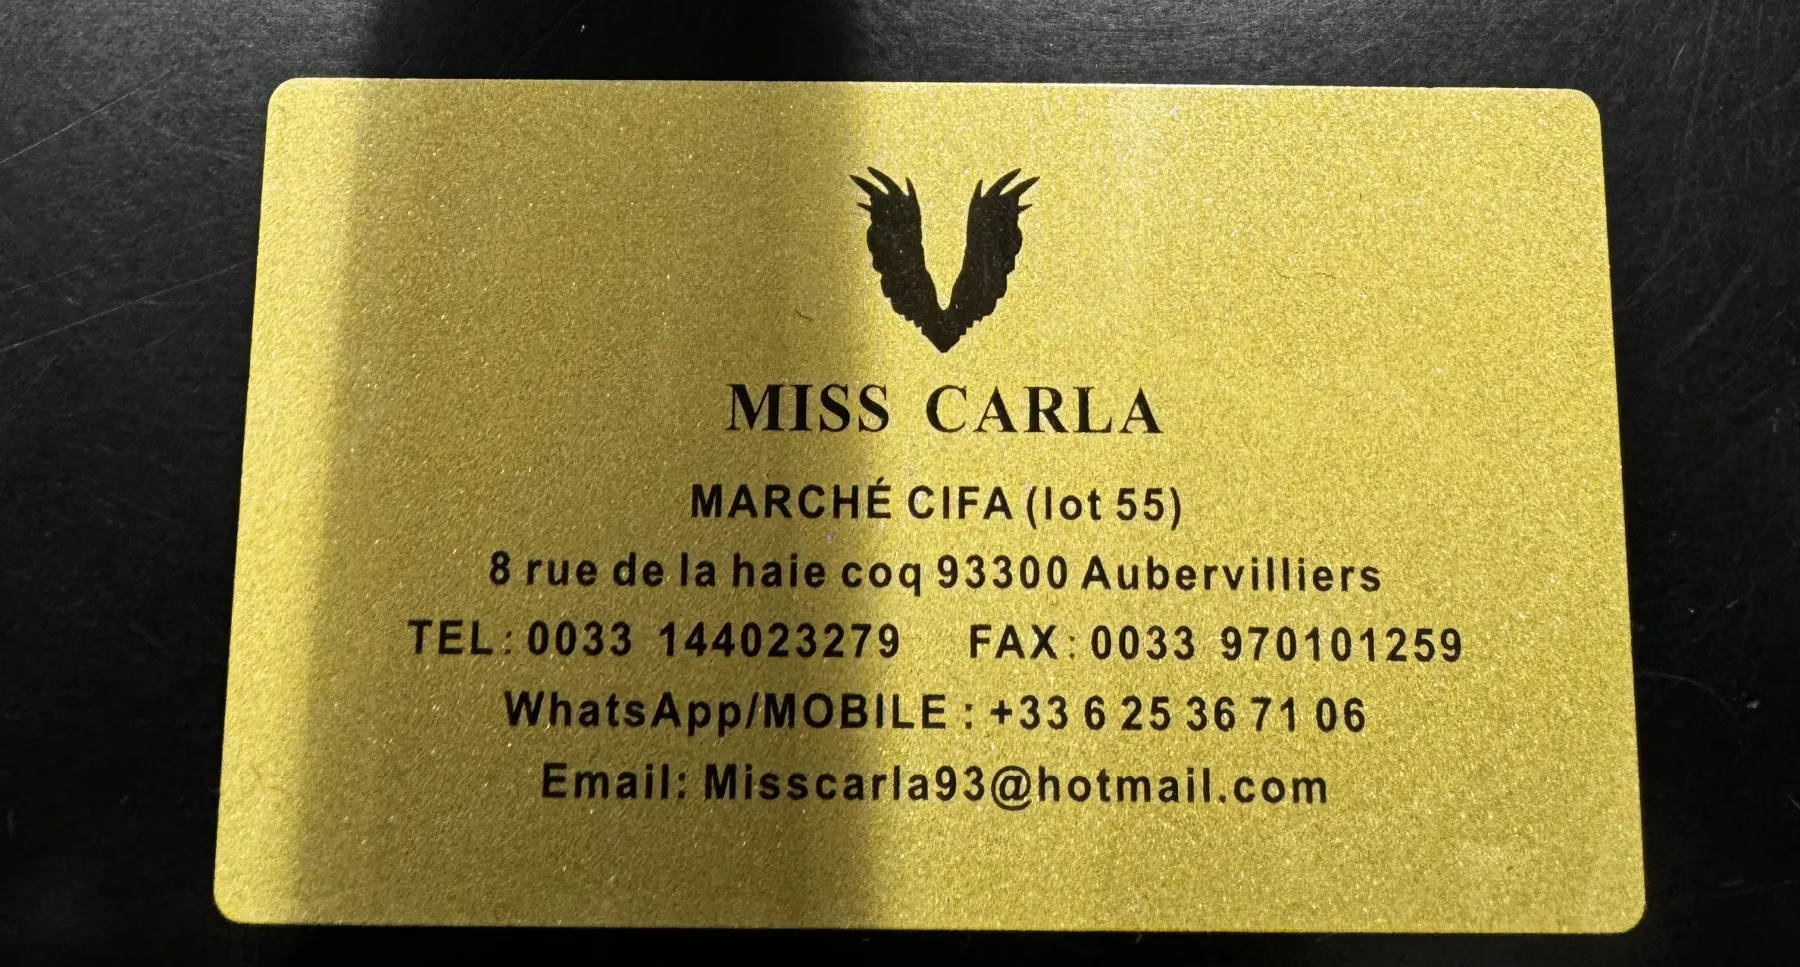 MISS CARLA
MARCHÉ CIFA (lot 55)
8 rue de la haie coq 93300 Aubervilliers
TEL: 0033 144023279 FAX: 0033 970101259
WhatsApp/MOBILE : +33 6 25 36 71 06
Email: Misscarla93@hotmail.com